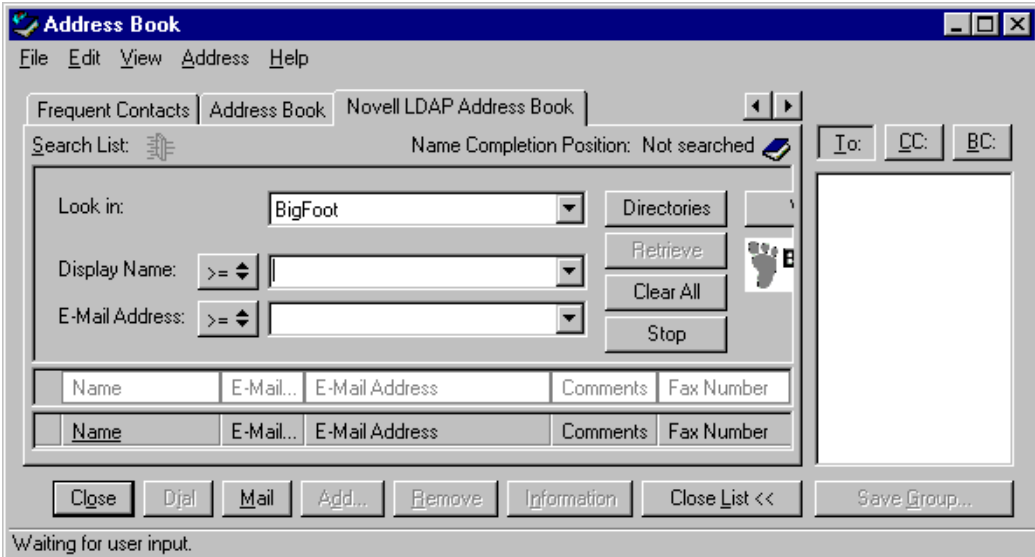 Address Book
File Edit View Address Help
Frequent Contacts Address Book Novell LDAP Address Book
Search List: Name Completion Position: Not searched To: CC: BC:
Look in: BigFoot Directories
Retrieve
Display Name: >= Clear All
E-Mail Address: >= Stop
Name E-Mail... E-Mail Address Comments Fax Number
Name E-Mail... E-Mail Address Comments Fax Number
Close Dial Mail Add... Remove Information Close List << Save Group...
Waiting for user input.